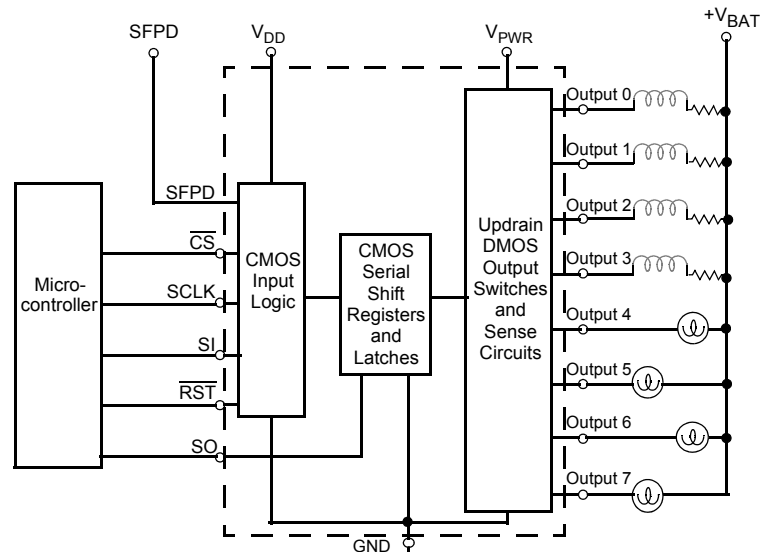 SFPD
VDD
VPWR
+VBAT
Output 0
Output 1
Output 2
Output 3
Output 4
Output 5
Output 6
Output 7
SFPD
CS
SCLK
SI
RST
SO
Micro-
controller
CMOS
Input
Logic
CMOS
Serial
Shift
Registers
and
Latches
Updrain
DMOS
Output
Switches
and
Sense
Circuits
GND